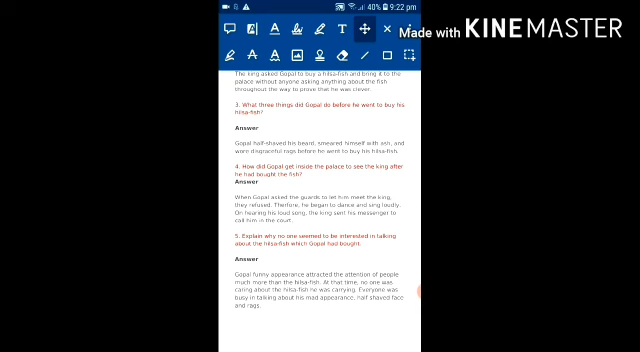 40% 9:22 pm
Made with KINEMASTER
The king asked Gopal to buy a hilsa-fish and bring it to the
palace without anyone asking anything about the fish
throughout the way to prove that he was clever.
3. What three things did Gopal do before he went to buy his
hilsa-fish?
Answer
Gopal half-shaved his beard, smeared himself with ash, and
wore disgraceful rags before he went to buy his hilsa-fish.
4. How did Gopal get inside the palace to see the king after
he had bought the fish?
Answer
When Gopal asked the guards to let him meet the king,
they refused. Therfore, he began to dance and sing loudly.
On hearing his loud song, the king sent his messenger to
call him in the court.
5. Explain why no one seemed to be interested in talking
about the hilsa-fish which Gopal had bought.
Answer
Gopal funny appearance attracted the attention of people
much more than the hilsa-fish. At that time, no one was
caring about the hilsa-fish he was carrying. Everyone was
busy in talking about his mad appearance, half shaved face
and rags.